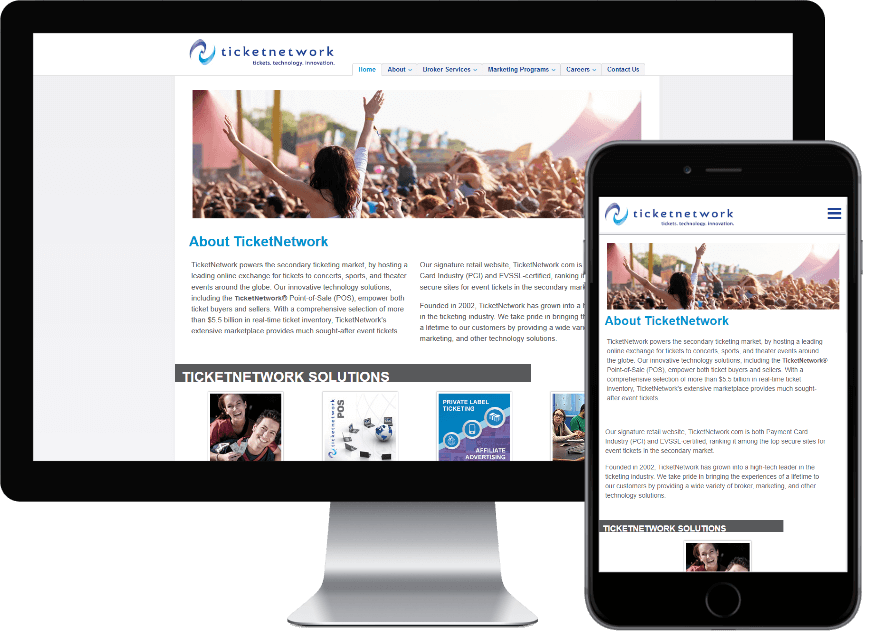 ticketnetwork
tickets. technology. innovation.
Home About Broker Services Marketing Programs Careers Contact Us
About TicketNetwork
TicketNetwork powers the secondary ticketing market, by hosting a
leading online exchange for tickets to concerts, sports, and theater
events around the globe. Our innovative technology solutions,
including the TicketNetwork® Point-of-Sale (POS), empower both
ticket buyers and sellers. With a comprehensive selection of more
than $5.5 billion in real-time ticket inventory, TicketNetwork's
extensive marketplace provides much sought-after event tickets
Our signature retail website, TicketNetwork.com is
Card Industry (PCI) and EVSSL-certified, ranking it
secure sites for event tickets in the secondary mar
Founded in 2002, TicketNetwork has grown into a h
in the ticketing industry. We take pride in bringing th
a lifetime to our customers by providing a wide vari
marketing, and other technology solutions.
TICKETNETWORK SOLUTIONS
ticketnetwork
POS
PRIVATE LABEL
TICKETING
AFFILIATE
ADVERTISING
ticketnetwork
tickets. technology. innovation.
About TicketNetwork
TicketNetwork powers the secondary ticketing market, by hosting a leading
online exchange for tickets to concerts, sports, and theater events around
the globe. Our innovative technology solutions, including the TicketNetwork®
Point-of-Sale (POS), empower both ticket buyers and sellers. With a
comprehensive selection of more than $5.5 billion in real-time ticket
inventory, TicketNetwork's extensive marketplace provides much sought-
after event tickets
Our signature retail website, TicketNetwork.com is both Payment Card
Industry (PCI) and EVSSL-certified, ranking it among the top secure sites for
event tickets in the secondary market.
Founded in 2002, TicketNetwork has grown into a high-tech leader in the
ticketing industry. We take pride in bringing the experiences of a lifetime to
our customers by providing a wide variety of broker, marketing, and other
technology solutions.
TICKETNETWORK SOLUTIONS